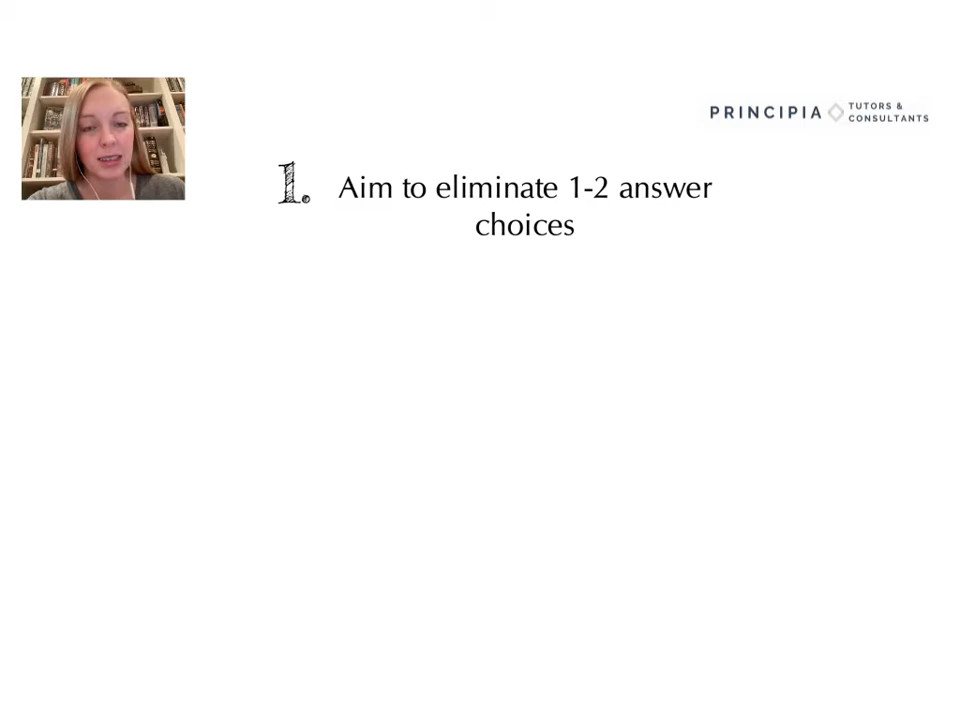 PRINCIPIA TUTORS &
CONSULTANTS
1. Aim to eliminate 1-2 answer
choices